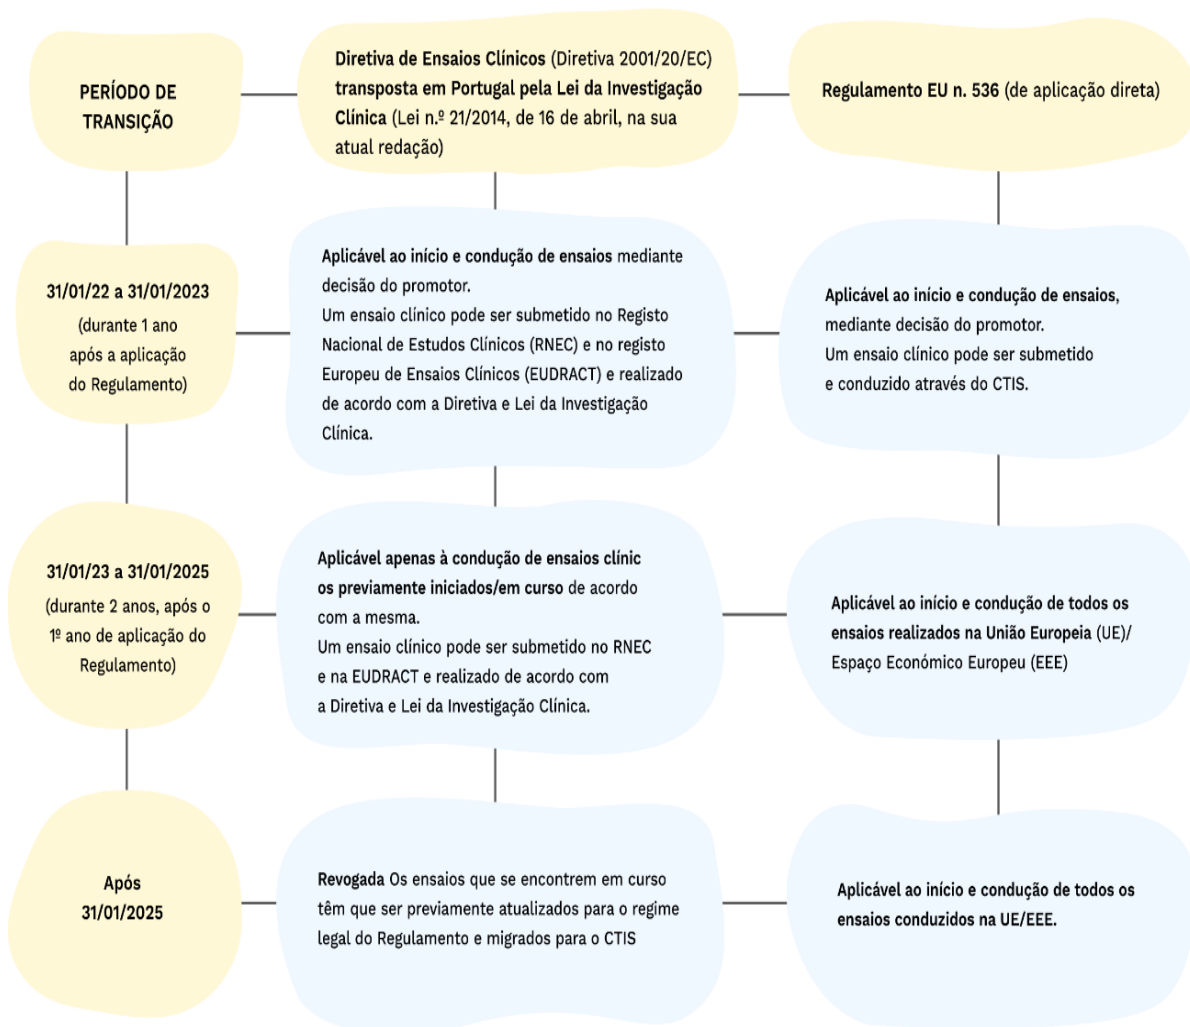 PERÍODO DE
TRANSIÇÃO
Diretiva de Ensaios Clínicos (Diretiva 2001/20/EC)
transposta em Portugal pela Lei da Investigação
Clínica (Lei n.º 21/2014, de 16 de abril, na sua
atual redação)
Regulamento EU n. 536 (de aplicação direta)
31/01/22 a 31/01/2023
(durante 1 ano
após a aplicação
do Regulamento)
Aplicável ao início e condução de ensaios mediante
decisão do promotor.
Um ensaio clínico pode ser submetido no Registo
Nacional de Estudos Clínicos (RNEC) e no registo
Europeu de Ensaios Clínicos (EUDRACT) e realizado
de acordo com a Diretiva e Lei da Investigação
Clínica.
Aplicável ao início e condução de ensaios,
mediante decisão do promotor.
Um ensaio clínico pode ser submetido
e conduzido através do CTIS.
31/01/23 a 31/01/2025
(durante 2 anos, após o
1º ano de aplicação do
Regulamento)
Aplicável apenas à condução de ensaios clínic
os previamente iniciados/em curso de acordo
com a mesma.
Um ensaio clínico pode ser submetido no RNEC
e na EUDRACT e realizado de acordo com
a Diretiva e Lei da Investigação Clínica.
Aplicável ao início e condução de todos os
ensaios realizados na União Europeia (UE)/
Espaço Económico Europeu (EEE)
Após
31/01/2025
Revogada Os ensaios que se encontrem em curso
têm que ser previamente atualizados para o regime
legal do Regulamento e migrados para o CTIS
Aplicável ao início e condução de todos os
ensaios conduzidos na UE/EEE.